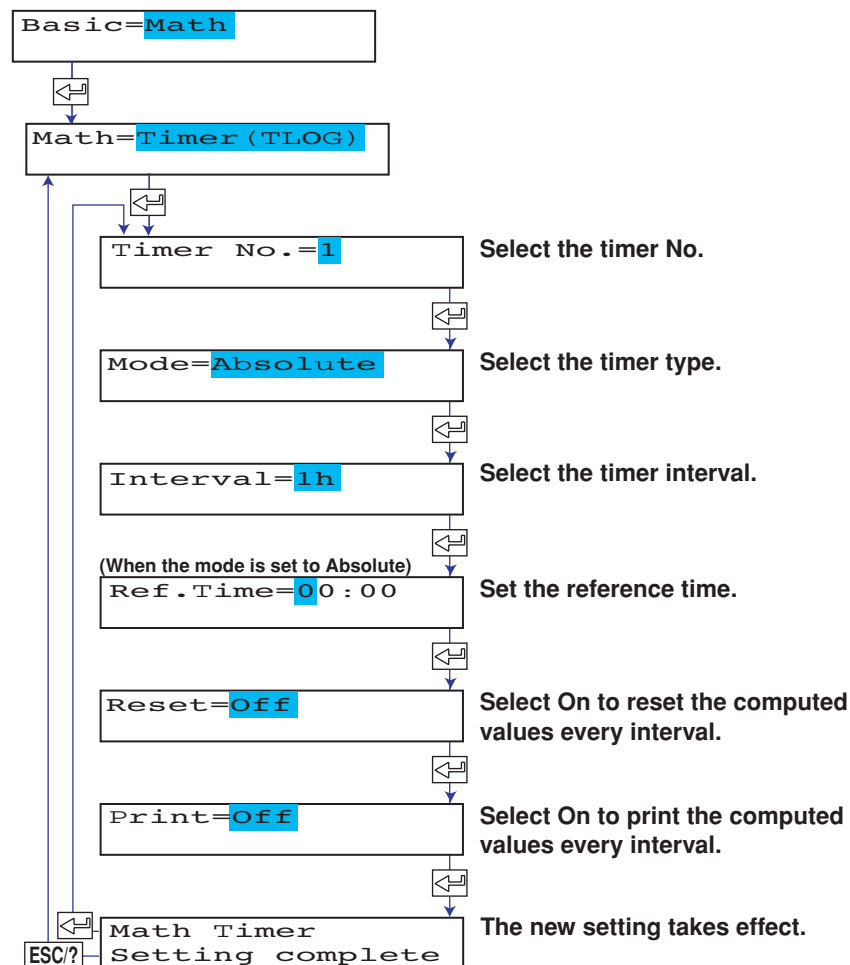 Basic=Math
Math=Timer(TLOG)
Timer No.=1
Select the timer No.
Mode=Absolute
Select the timer type.
Interval=1h
Select the timer interval.
(When the mode is set to Absolute)
Ref.Time=00:00
Set the reference time.
Reset=Off
Select On to reset the computed
values every interval.
Print=Off
Select On to print the computed
values every interval.
Math Timer
Setting complete
The new setting takes effect.
ESC/?